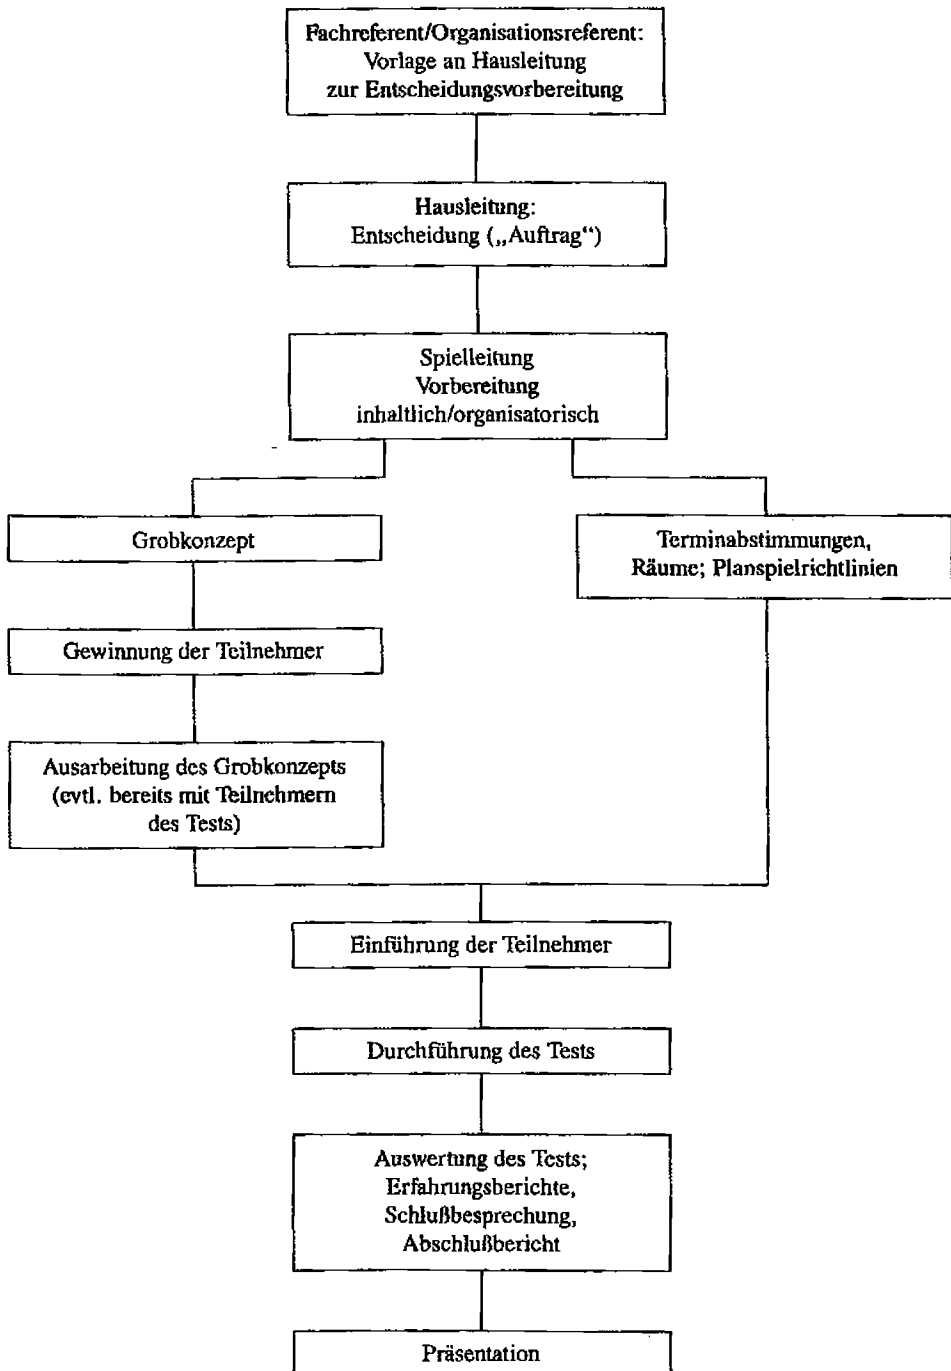 Fachreferent/Organisationsreferent:
Vorlage an Hausleitung
zur Entscheidungsvorbereitung
Hausleitung:
Entscheidung („Auftrag“)
Spielleitung
Vorbereitung
inhaltlich/organisatorisch
Grobkonzept
Terminabstimmungen,
Räume; Planspielrichtlinien
Gewinnung der Teilnehmer
Ausarbeitung des Grobkonzepts
(evtl. bereits mit Teilnehmern
des Tests)
Einführung der Teilnehmer
Durchführung des Tests
Auswertung des Tests;
Erfahrungsberichte,
Schlußbesprechung,
Abschlußbericht
Präsentation